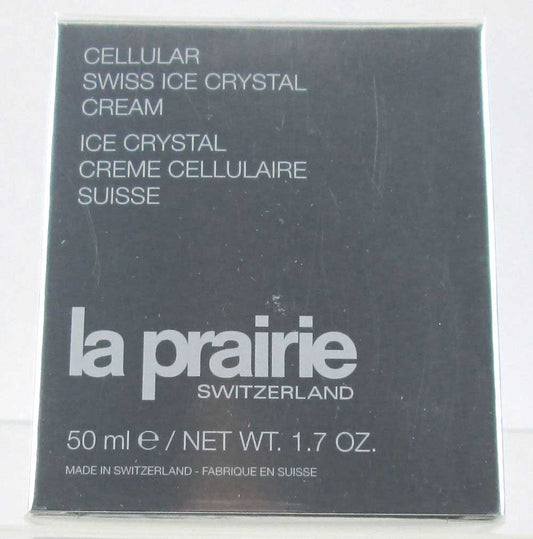 CELLULAR
SWISS ICE CRYSTAL
CREAM
ICE CRYSTAL
CREME CELLULAIRE
SUISSE
la prairie
SWITZERLAND
50 ml ℮ / NET WT. 1.7 OZ.
MADE IN SWITZERLAND - FABRIQUE EN SUISSE